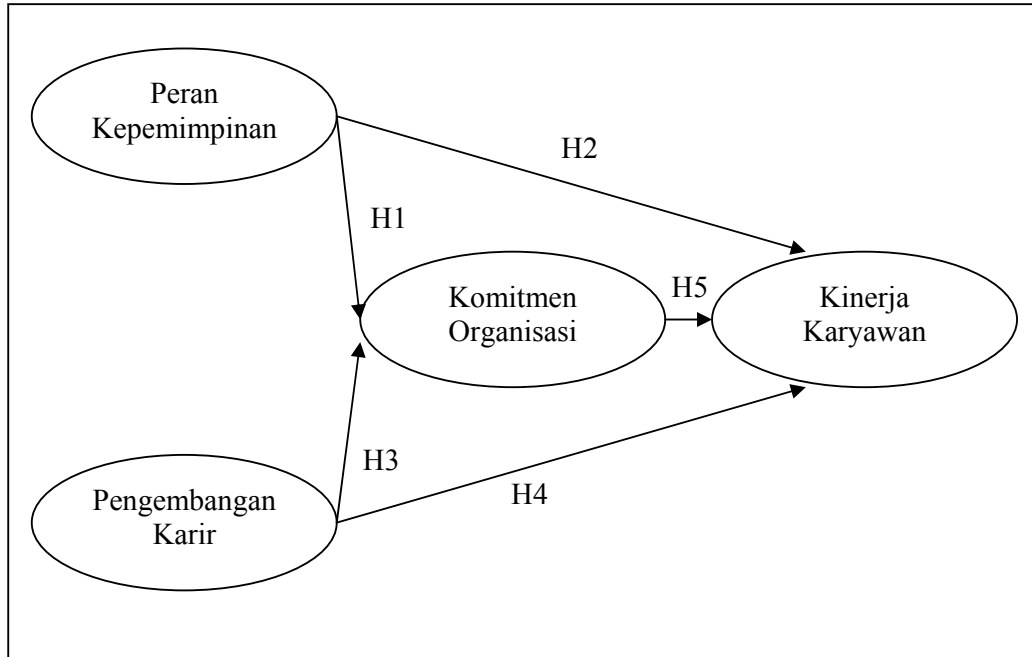 Peran
Kepemimpinan
H2
H1
Komitmen
Organisasi
H5
Kinerja
Karyawan
H3
H4
Pengembangan
Karir